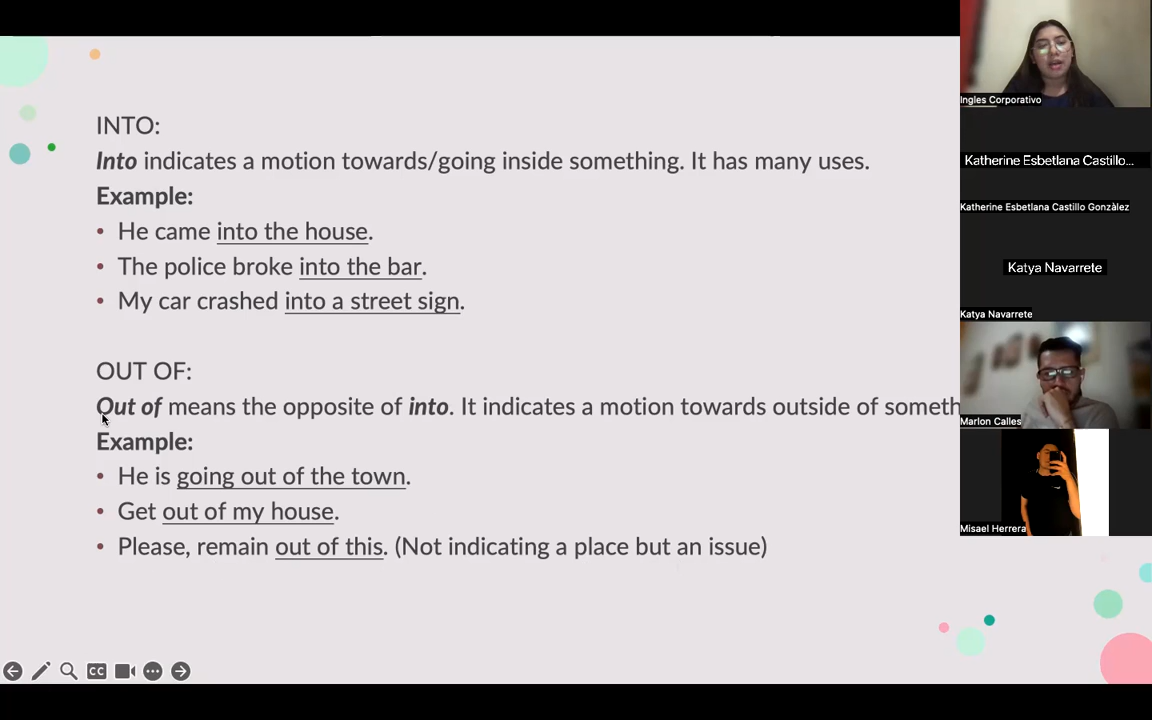 INTO:
Into indicates a motion towards/going inside something. It has many uses.
Example:
• He came into the house.
• The police broke into the bar.
• My car crashed into a street sign.
OUT OF:
Out of means the opposite of into. It indicates a motion towards outside of someth
Example:
• He is going out of the town.
• Get out of my house.
• Please, remain out of this. (Not indicating a place but an issue)
CC
Ingles Corporativo
Katherine Esbetlana Castillo...
Katherine Esbetlana Castillo Gonzàlez
Katya Navarrete
Katya Navarrete
Marlon Calles
Misael Herrera